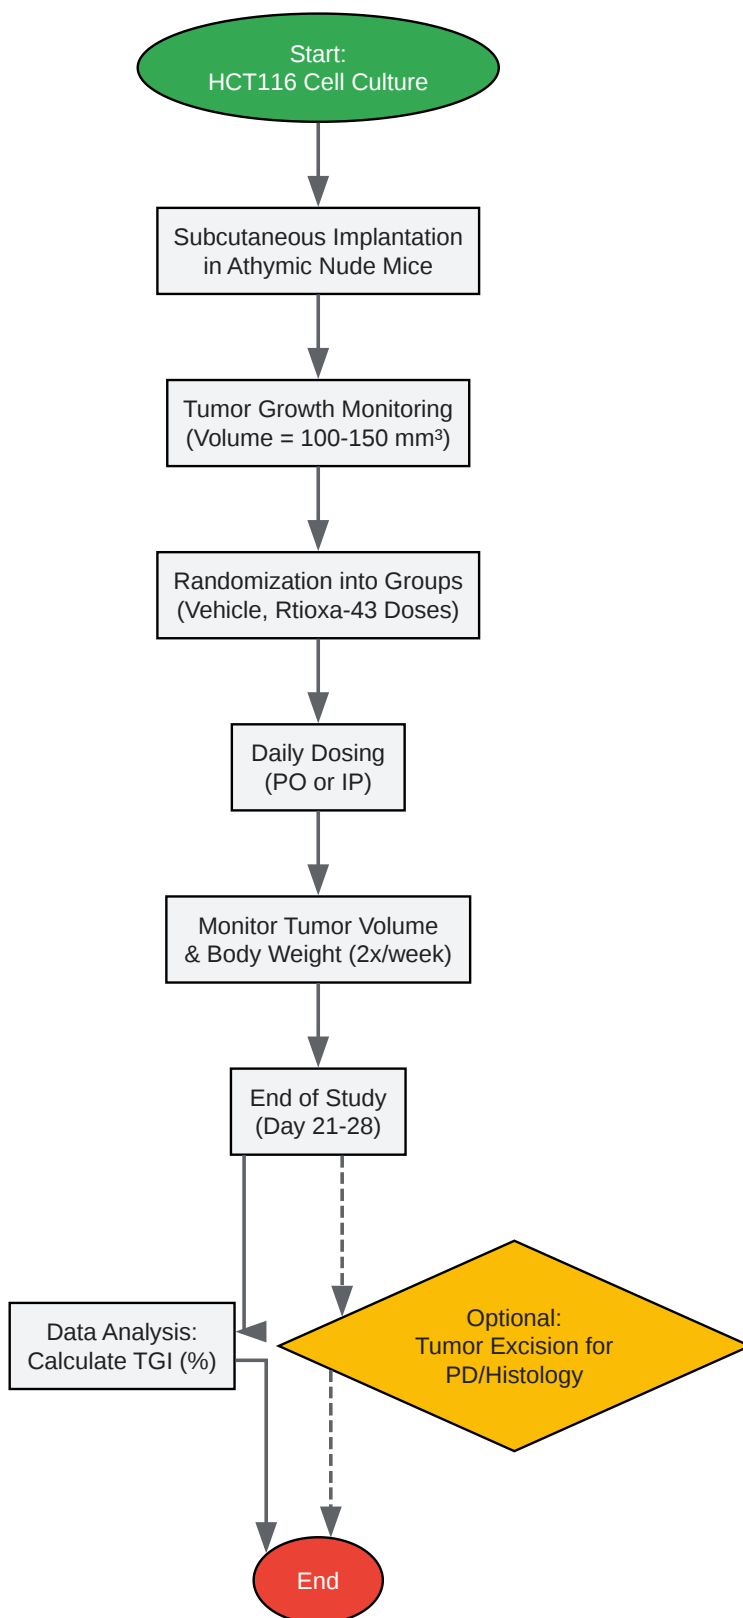 Start:
HCT116 Cell Culture
Subcutaneous Implantation
in Athymic Nude Mice
Tumor Growth Monitoring
(Volume = 100-150 mm³)
Randomization into Groups
(Vehicle, Rtioxa-43 Doses)
Daily Dosing
(PO or IP)
Monitor Tumor Volume
& Body Weight (2x/week)
End of Study
(Day 21-28)
Data Analysis:
Calculate TGI (%)
Optional:
Tumor Excision for
PD/Histology
End